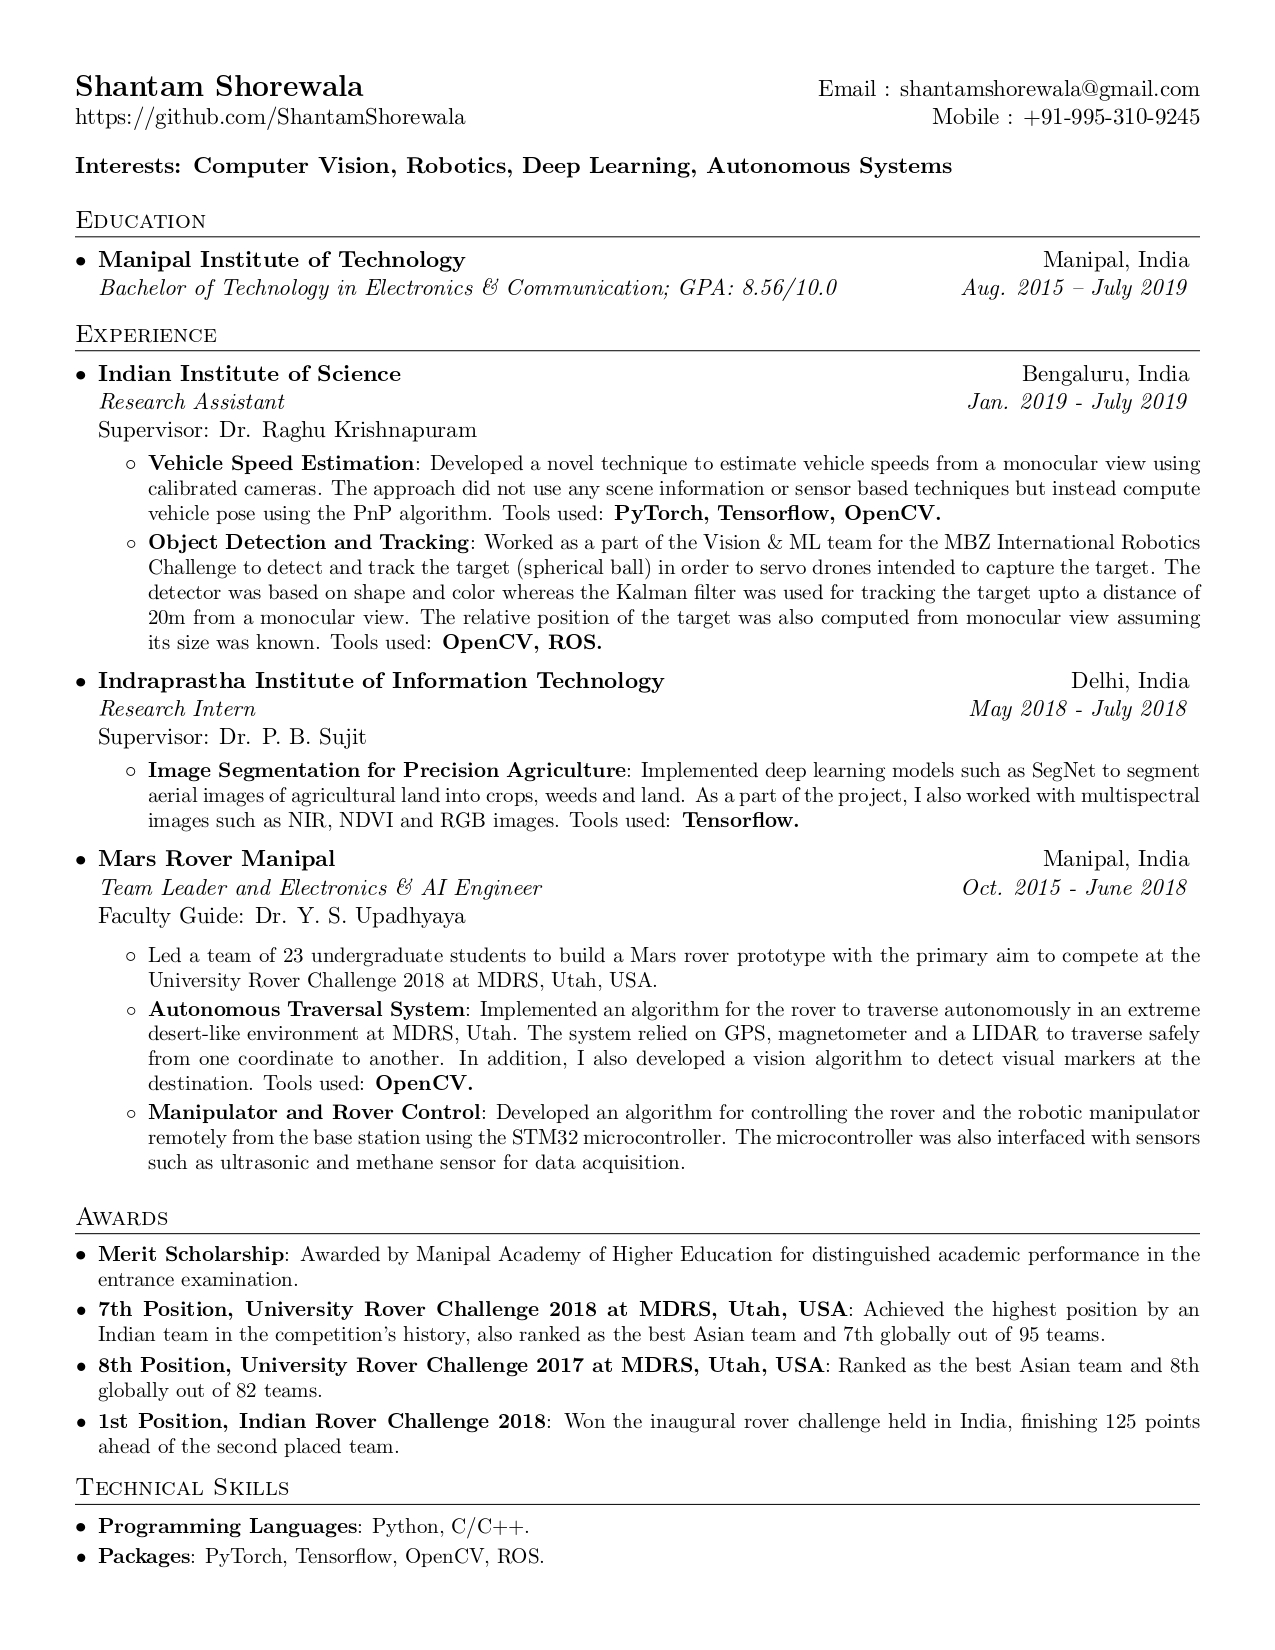 Shantam Shorewala Email : shantamshorewala@gmail.com
https://github.com/ShantamShorewala Mobile : +91-995-310-9245
Interests: Computer Vision, Robotics, Deep Learning, Autonomous Systems
Education
• Manipal Institute of Technology Manipal, India
Bachelor of Technology in Electronics & Communication; GPA: 8.56/10.0 Aug. 2015 – July 2019
Experience
• Indian Institute of Science Bengaluru, India
Research Assistant Jan. 2019 - July 2019
Supervisor: Dr. Raghu Krishnapuram
◦ Vehicle Speed Estimation: Developed a novel technique to estimate vehicle speeds from a monocular view using
calibrated cameras. The approach did not use any scene information or sensor based techniques but instead compute
vehicle pose using the PnP algorithm. Tools used: PyTorch, Tensorflow, OpenCV.
◦ Object Detection and Tracking: Worked as a part of the Vision & ML team for the MBZ International Robotics
Challenge to detect and track the target (spherical ball) in order to servo drones intended to capture the target. The
detector was based on shape and color whereas the Kalman filter was used for tracking the target upto a distance of
20m from a monocular view. The relative position of the target was also computed from monocular view assuming
its size was known. Tools used: OpenCV, ROS.
• Indraprastha Institute of Information Technology Delhi, India
Research Intern May 2018 - July 2018
Supervisor: Dr. P. B. Sujit
◦ Image Segmentation for Precision Agriculture: Implemented deep learning models such as SegNet to segment
aerial images of agricultural land into crops, weeds and land. As a part of the project, I also worked with multispectral
images such as NIR, NDVI and RGB images. Tools used: Tensorflow.
• Mars Rover Manipal Manipal, India
Team Leader and Electronics & AI Engineer Oct. 2015 - June 2018
Faculty Guide: Dr. Y. S. Upadhyaya
◦ Led a team of 23 undergraduate students to build a Mars rover prototype with the primary aim to compete at the
University Rover Challenge 2018 at MDRS, Utah, USA.
◦ Autonomous Traversal System: Implemented an algorithm for the rover to traverse autonomously in an extreme
desert-like environment at MDRS, Utah. The system relied on GPS, magnetometer and a LIDAR to traverse safely
from one coordinate to another. In addition, I also developed a vision algorithm to detect visual markers at the
destination. Tools used: OpenCV.
◦ Manipulator and Rover Control: Developed an algorithm for controlling the rover and the robotic manipulator
remotely from the base station using the STM32 microcontroller. The microcontroller was also interfaced with sensors
such as ultrasonic and methane sensor for data acquisition.
Awards
• Merit Scholarship: Awarded by Manipal Academy of Higher Education for distinguished academic performance in the
entrance examination.
• 7th Position, University Rover Challenge 2018 at MDRS, Utah, USA: Achieved the highest position by an
Indian team in the competition's history, also ranked as the best Asian team and 7th globally out of 95 teams.
• 8th Position, University Rover Challenge 2017 at MDRS, Utah, USA: Ranked as the best Asian team and 8th
globally out of 82 teams.
• 1st Position, Indian Rover Challenge 2018: Won the inaugural rover challenge held in India, finishing 125 points
ahead of the second placed team.
Technical Skills
• Programming Languages: Python, C/C++.
• Packages: PyTorch, Tensorflow, OpenCV, ROS.